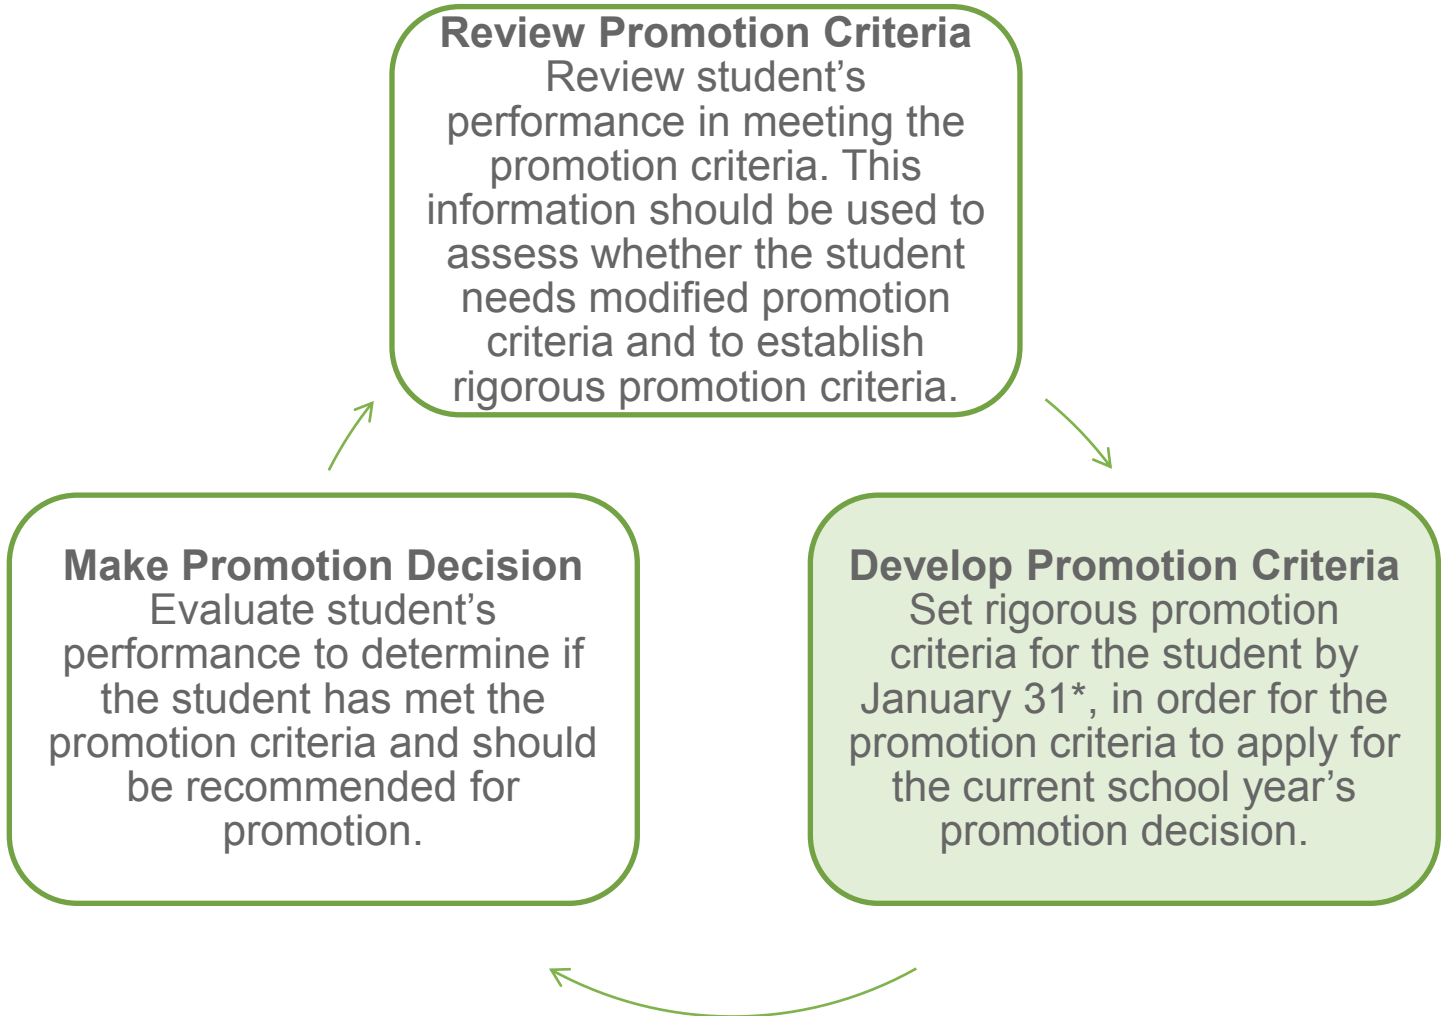 Review Promotion Criteria
Review student’s
performance in meeting the
promotion criteria. This
information should be used to
assess whether the student
needs modified promotion
criteria and to establish
rigorous promotion criteria.
Make Promotion Decision
Evaluate student’s
performance to determine if
the student has met the
promotion criteria and should
be recommended for
promotion.
Develop Promotion Criteria
Set rigorous promotion
criteria for the student by
January 31*, in order for the
promotion criteria to apply for
the current school year’s
promotion decision.